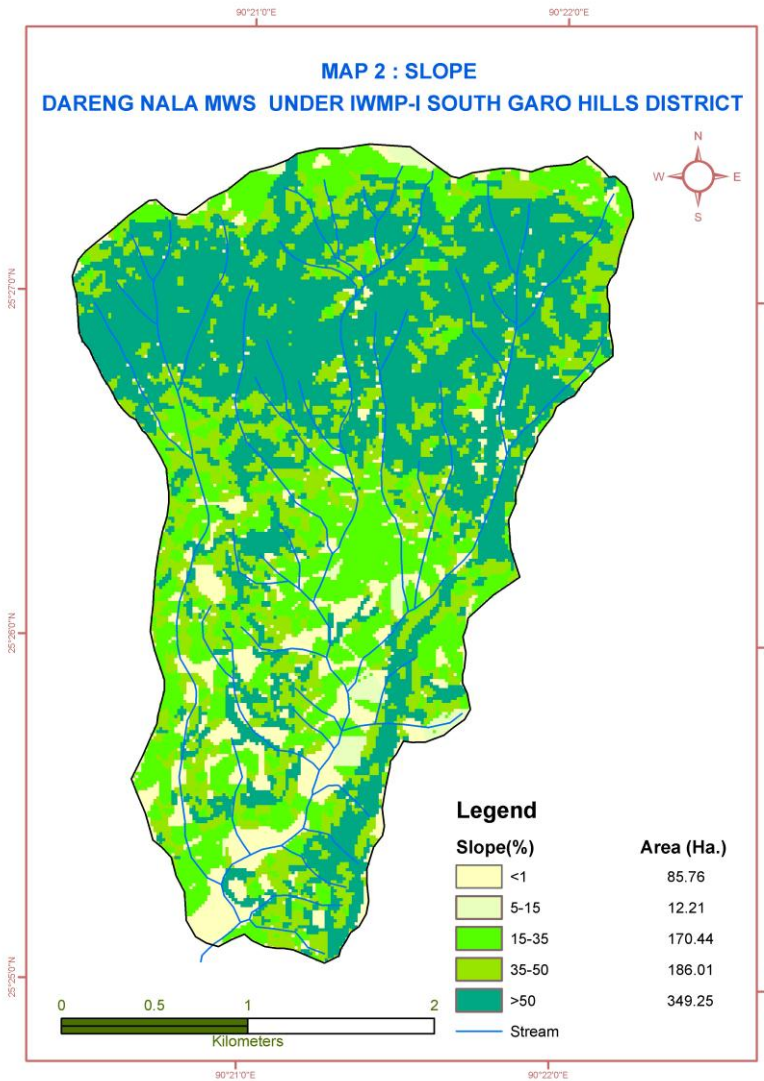 90°21'0"E 90°22'0"E
MAP 2 : SLOPE
DARENG NALA MWS UNDER IWMP-I SOUTH GARO HILLS DISTRICT
N
W E
S
25°27'0"N
25°26'0"N
25°25'0"N
Legend
Slope(%) Area (Ha.)
<1 85.76
5-15 12.21
15-35 170.44
35-50 186.01
>50 349.25
Stream
0 0.5 1 2
Kilometers
90°21'0"E 90°22'0"E